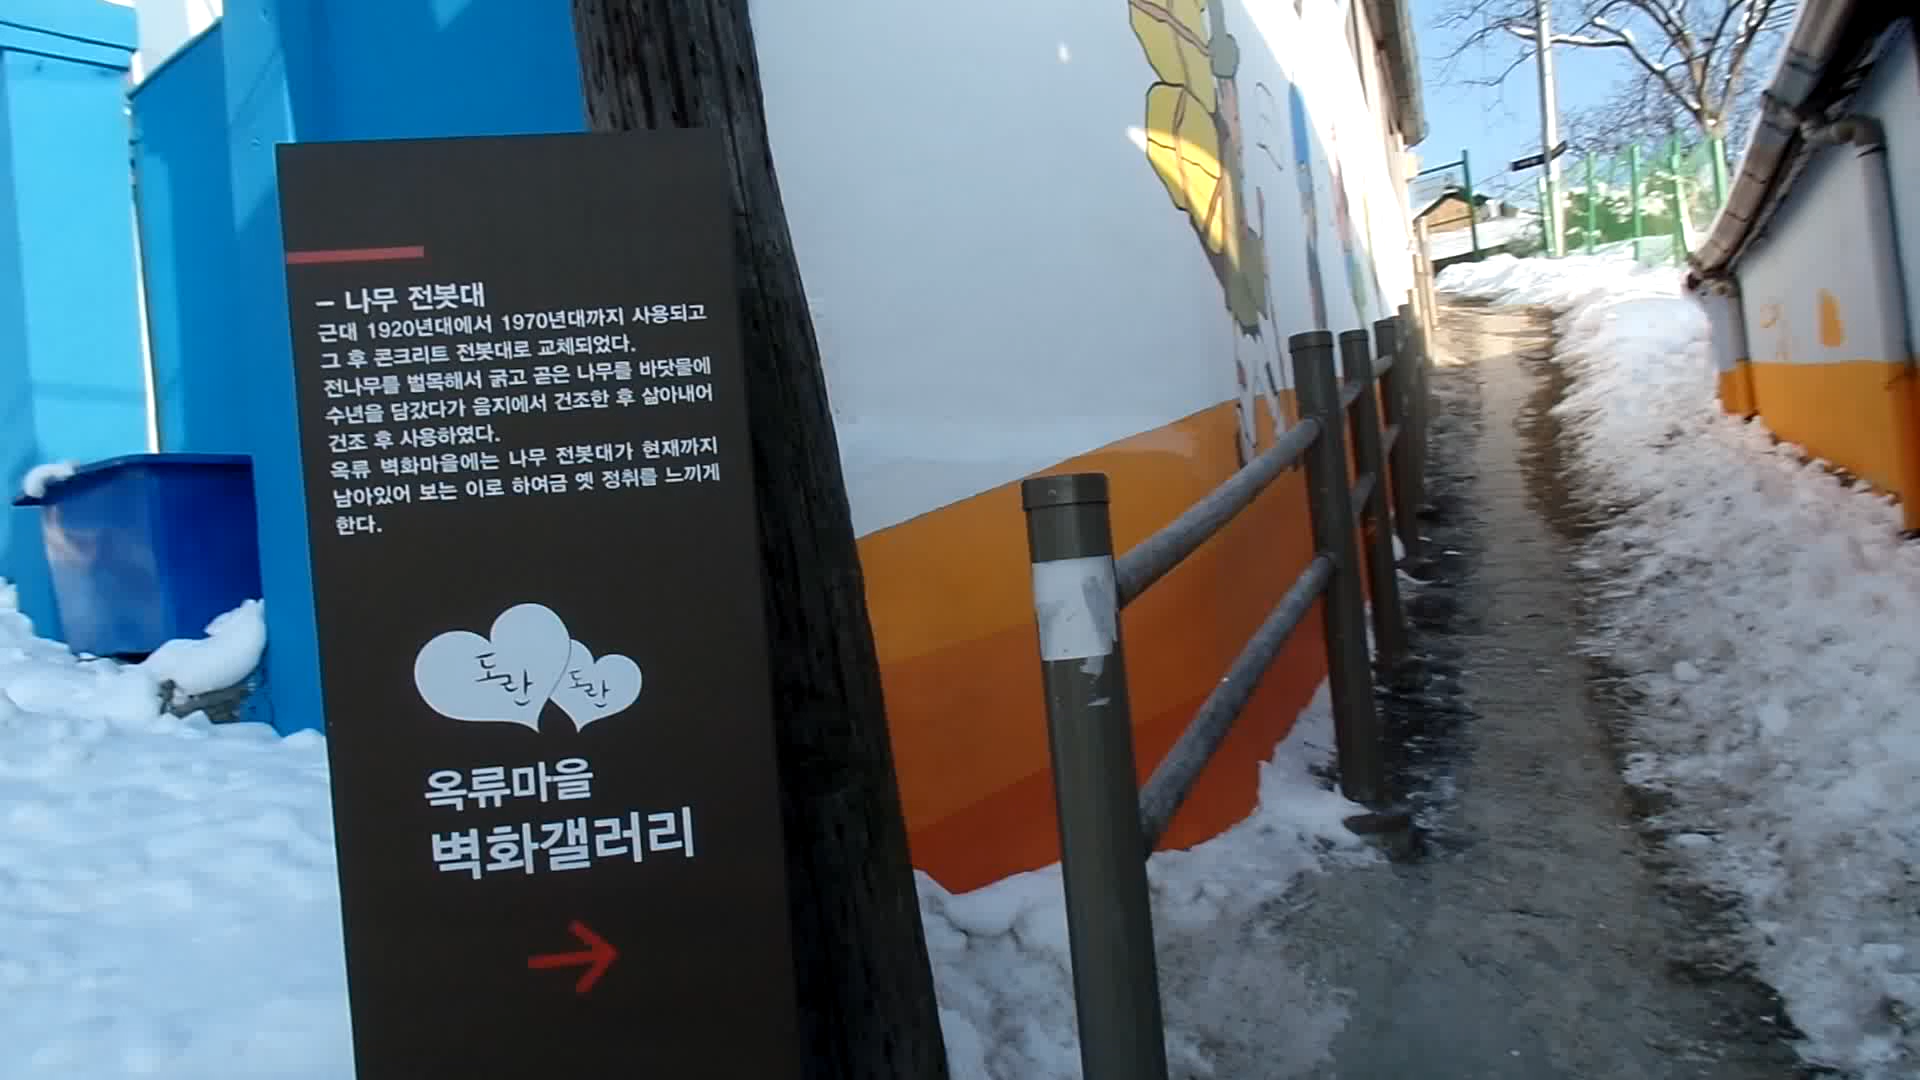 – 나무 전봇대
근대 1920년대에서 1970년대까지 사용되고
그 후 콘크리트 전봇대로 교체되었다.
전나무를 벌목해서 굵고 곧은 나무를 바닷물에
수년을 담갔다가 음지에서 건조한 후 삶아내어
건조 후 사용하였다.
옥류 벽화마을에는 나무 전봇대가 현재까지
남아있어 보는 이로 하여금 옛 정취를 느끼게
한다.
도란 도란
옥류마을
벽화갤러리